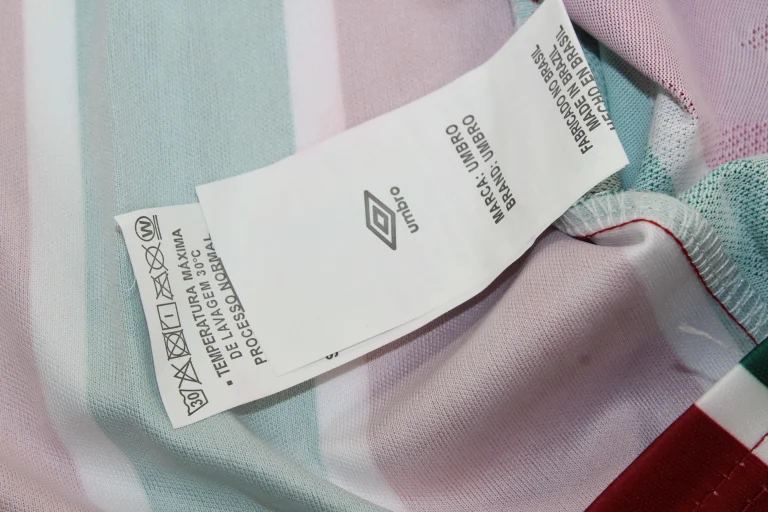 umbro
MARCA: UMBRO
BRAND: UMBRO
FABRICADO NO BRASIL
MADE IN BRAZIL
HECHO EN BRASIL
30 W
▪ TEMPERATURA MÁXIMA
DE LAVAGEM 30°C
PROCESSO NORMAL